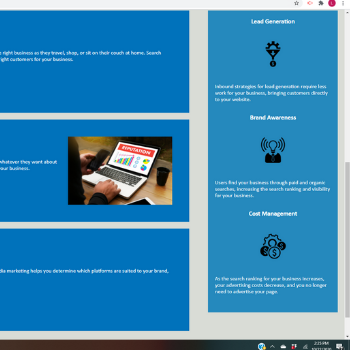 e right business as they travel, shop, or sit on their couch at home. Search
right customers for your business.
whatever they want about
your business.
REPUTATION
dia marketing helps you determine which platforms are suited to your brand,
Lead Generation
Inbound strategies for lead generation require less
work for your business, bringing customers directly
to your website.
Brand Awareness
Users find your business through paid and organic
searches, increasing the search ranking and visibility
for your business.
Cost Management
As the search ranking for your business increases,
your advertising costs decrease, and you no longer
need to advertise your page.
2:25 PM